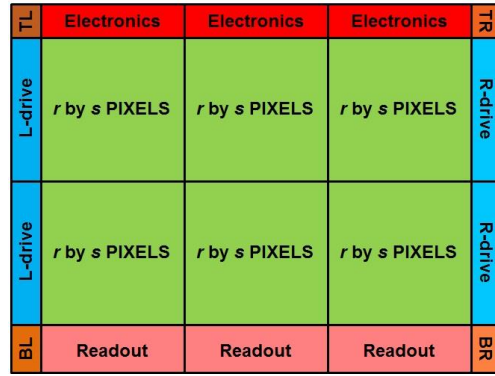 TL Electronics Electronics Electronics TR
L-drive r by s PIXELS r by s PIXELS r by s PIXELS R-drive
L-drive r by s PIXELS r by s PIXELS r by s PIXELS R-drive
BL Readout Readout Readout BR